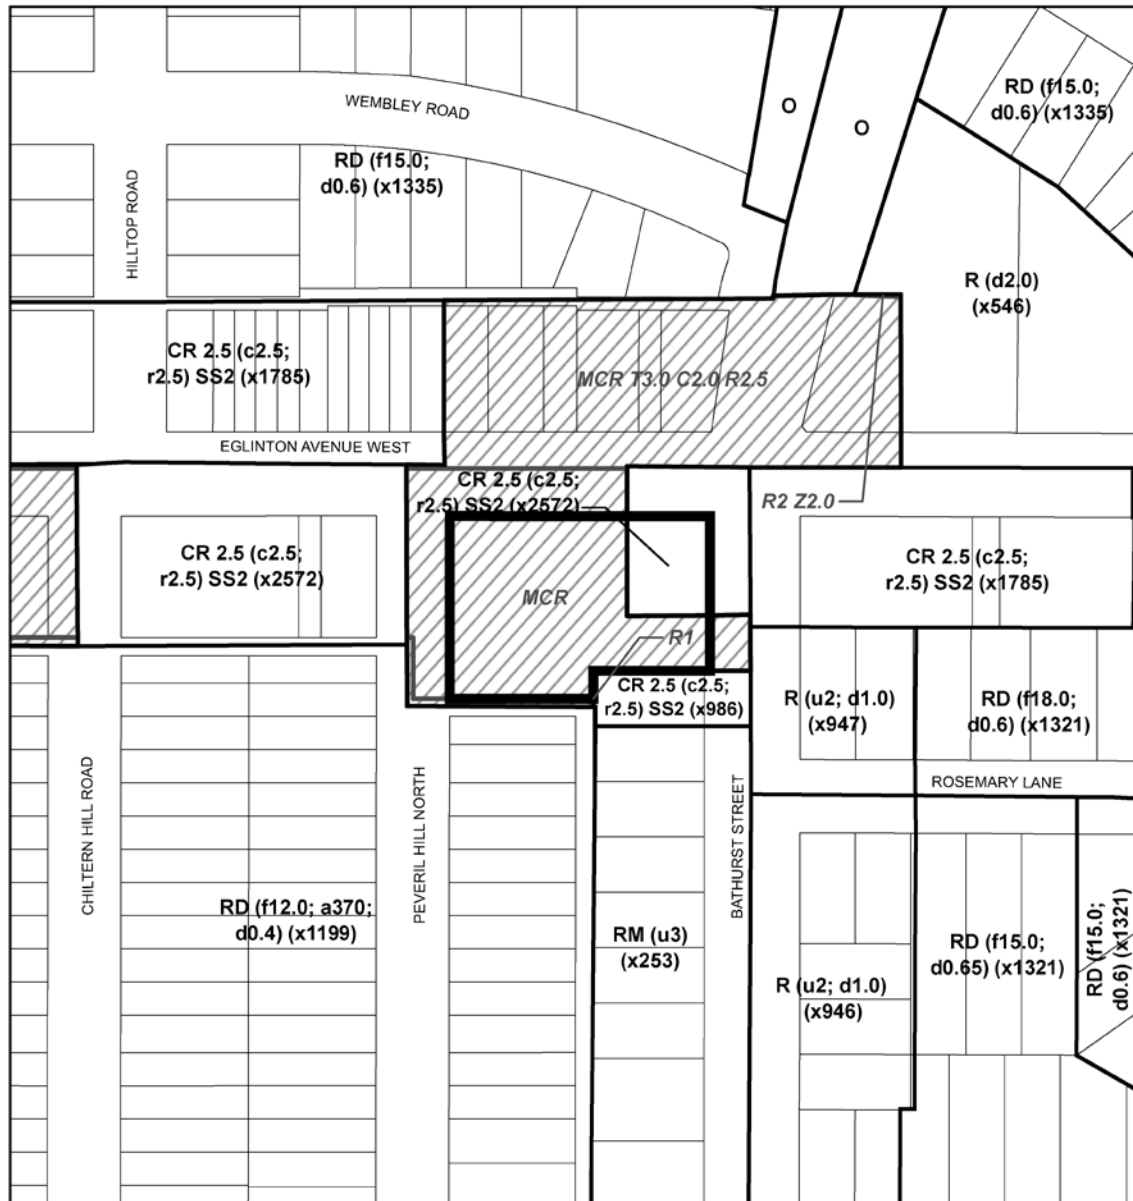 WEMBLEY ROAD
O
O
RD (f15.0;
d0.6) (x1335)
RD (f15.0;
d0.6) (x1335)
HILLTOP ROAD
R (d2.0)
(x546)
CR 2.5 (c2.5;
r2.5) SS2 (x1785)
MCR T3.0 C2.0 R2.5
EGLINTON AVENUE WEST
CR 2.5 (c2.5;
r2.5) SS2 (x2572)
R2 Z2.0
CR 2.5 (c2.5;
r2.5) SS2 (x2572)
MCR
CR 2.5 (c2.5;
r2.5) SS2 (x1785)
R1
CR 2.5 (c2.5;
r2.5) SS2 (x986)
R (u2; d1.0)
(x947)
RD (f18.0;
d0.6) (x1321)
ROSEMARY LANE
CHILTERN HILL ROAD
PEVERIL HILL NORTH
BATHURST STREET
RD (f12.0; a370;
d0.4) (x1199)
RM (u3)
(x253)
R (u2; d1.0)
(x946)
RD (f15.0;
d0.65) (x1321)
RD (f15.0;
d0.6) (x1321)